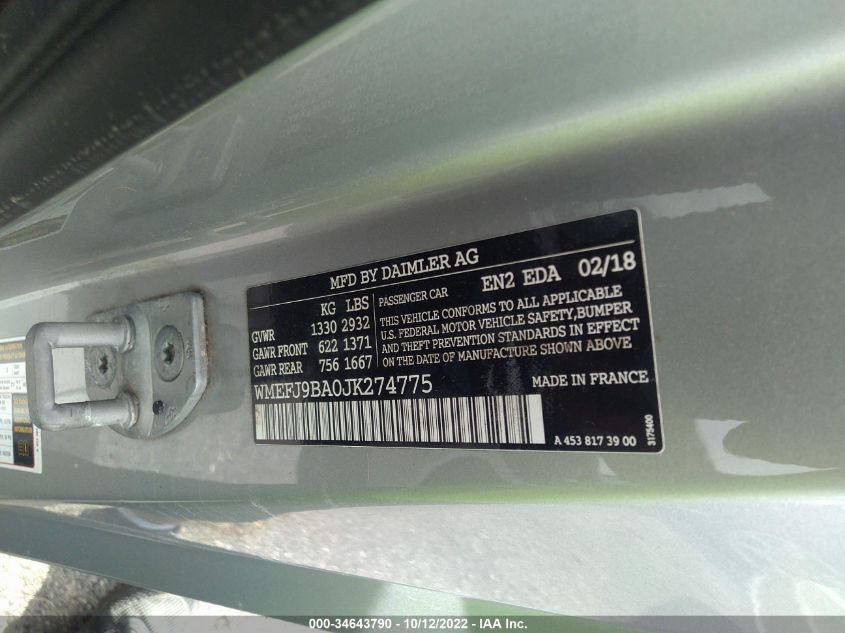 MFD BY DAIMLER AG
EN2 EDA 02/18
KG LBS
GVWR 1330 2932
GAWR FRONT 622 1371
GAWR REAR 756 1667
PASSENGER CAR
THIS VEHICLE CONFORMS TO ALL APPLICABLE
U.S. FEDERAL MOTOR VEHICLE SAFETY,BUMPER
AND THEFT PREVENTION STANDARDS IN EFFECT
ON THE DATE OF MANUFACTURE SHOWN ABOVE
WMEFJ9BA0JK274775
MADE IN FRANCE
A 453 817 39 00
3175400
000-34643790 - 10/12/2022 - IAA Inc.